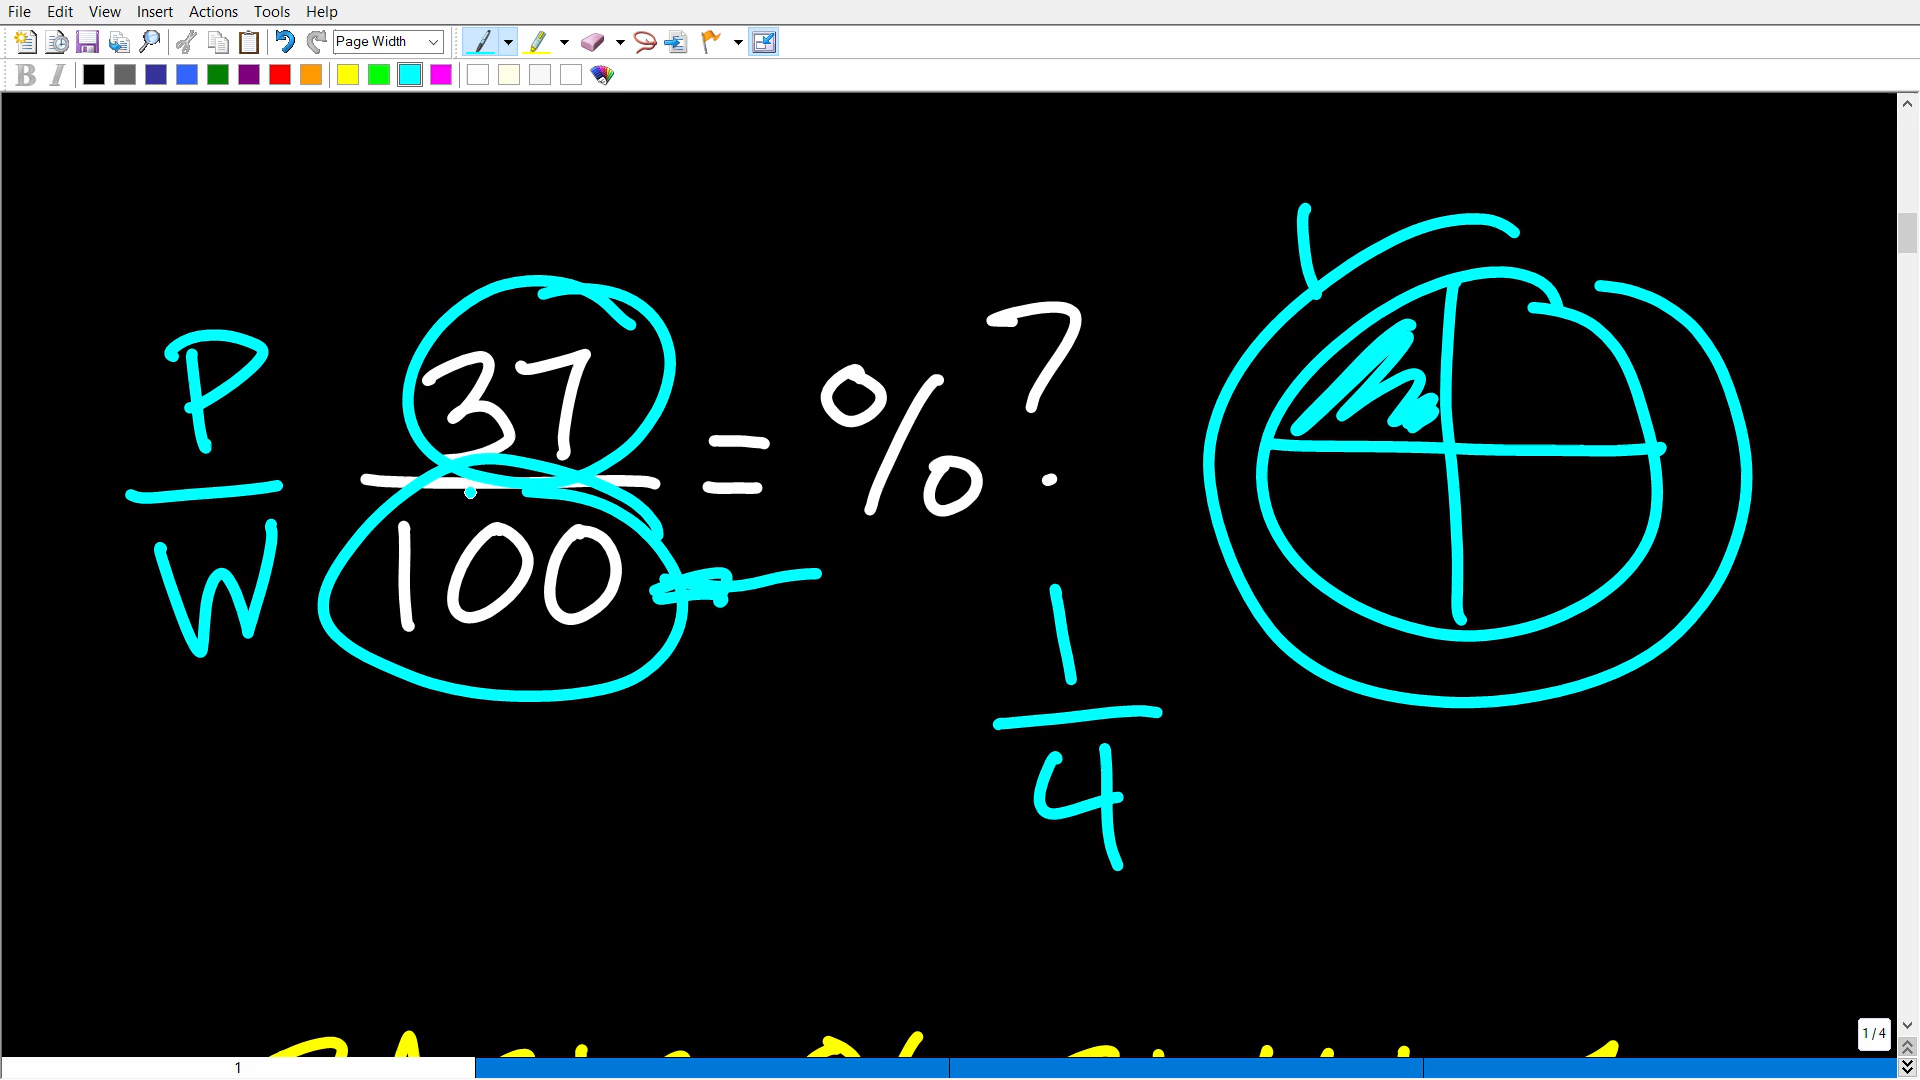 File Edit View Insert Actions Tools Help
Page Width
B I
P
W
37
100
= % ?
1
4
1 / 4
1